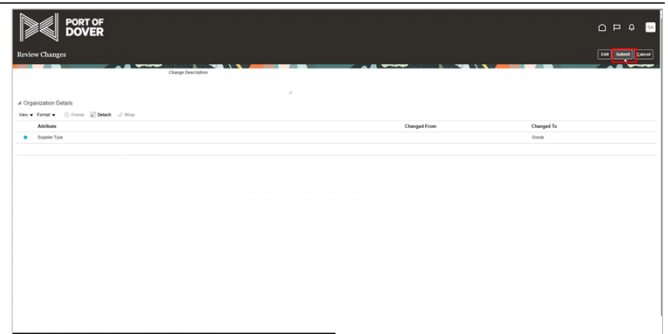 PORT OF
DOVER
Review Changes
Edit Submit Cancel
Change Description
Organization Details
View Format Freeze Detach Wrap
Attribute Changed From Changed To
Supplier Type Goods